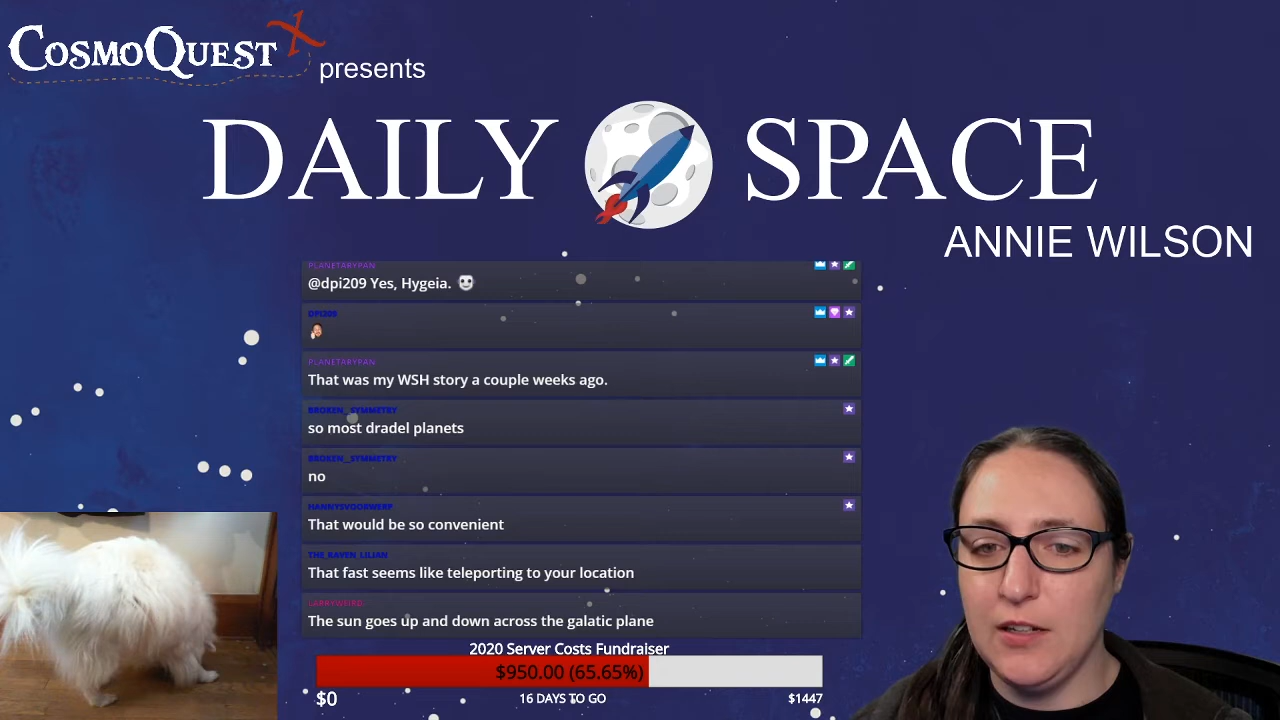 COSMOQUEST X presents
DAILY SPACE
ANNIE WILSON
PLANETARYPAN
@dpi209 Yes, Hygeia.
DPI209
PLANETARYPAN
That was my WSH story a couple weeks ago.
BROKEN_SYMMETRY
so most dradel planets
BROKEN_SYMMETRY
no
HANNYSVOORWERP
That would be so convenient
THE_RAVEN_LILIAN
That fast seems like teleporting to your location
LARRYWEIRD
The sun goes up and down across the galatic plane
2020 Server Costs Fundraiser
$950.00 (65.65%)
$0 16 DAYS TO GO $1447